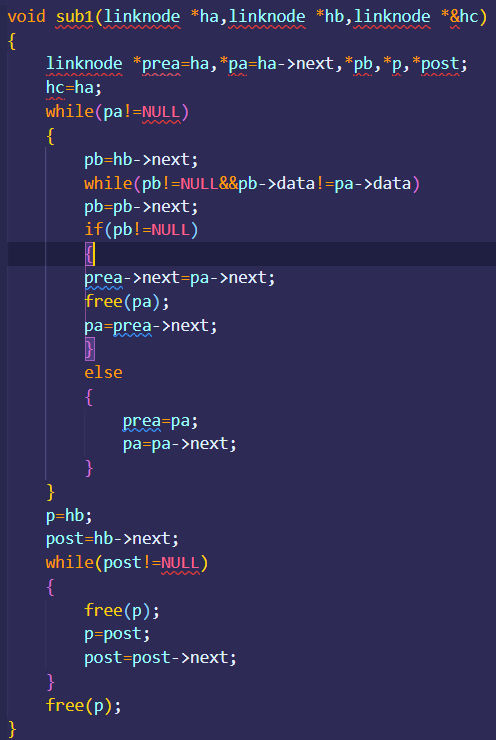 void sub1(linknode *ha,linknode *hb,linknode *&hc)
{
    linknode *prea=ha,*pa=ha->next,*pb,*p,*post;
    hc=ha;
    while(pa!=NULL)
    {
        pb=hb->next;
        while(pb!=NULL&&pb->data!=pa->data)
        pb=pb->next;
        if(pb!=NULL)
        {
        prea->next=pa->next;
        free(pa);
        pa=prea->next;
        }
        else
        {
            prea=pa;
            pa=pa->next;
        }
    }
    p=hb;
    post=hb->next;
    while(post!=NULL)
    {
        free(p);
        p=post;
        post=post->next;
    }
    free(p);
}